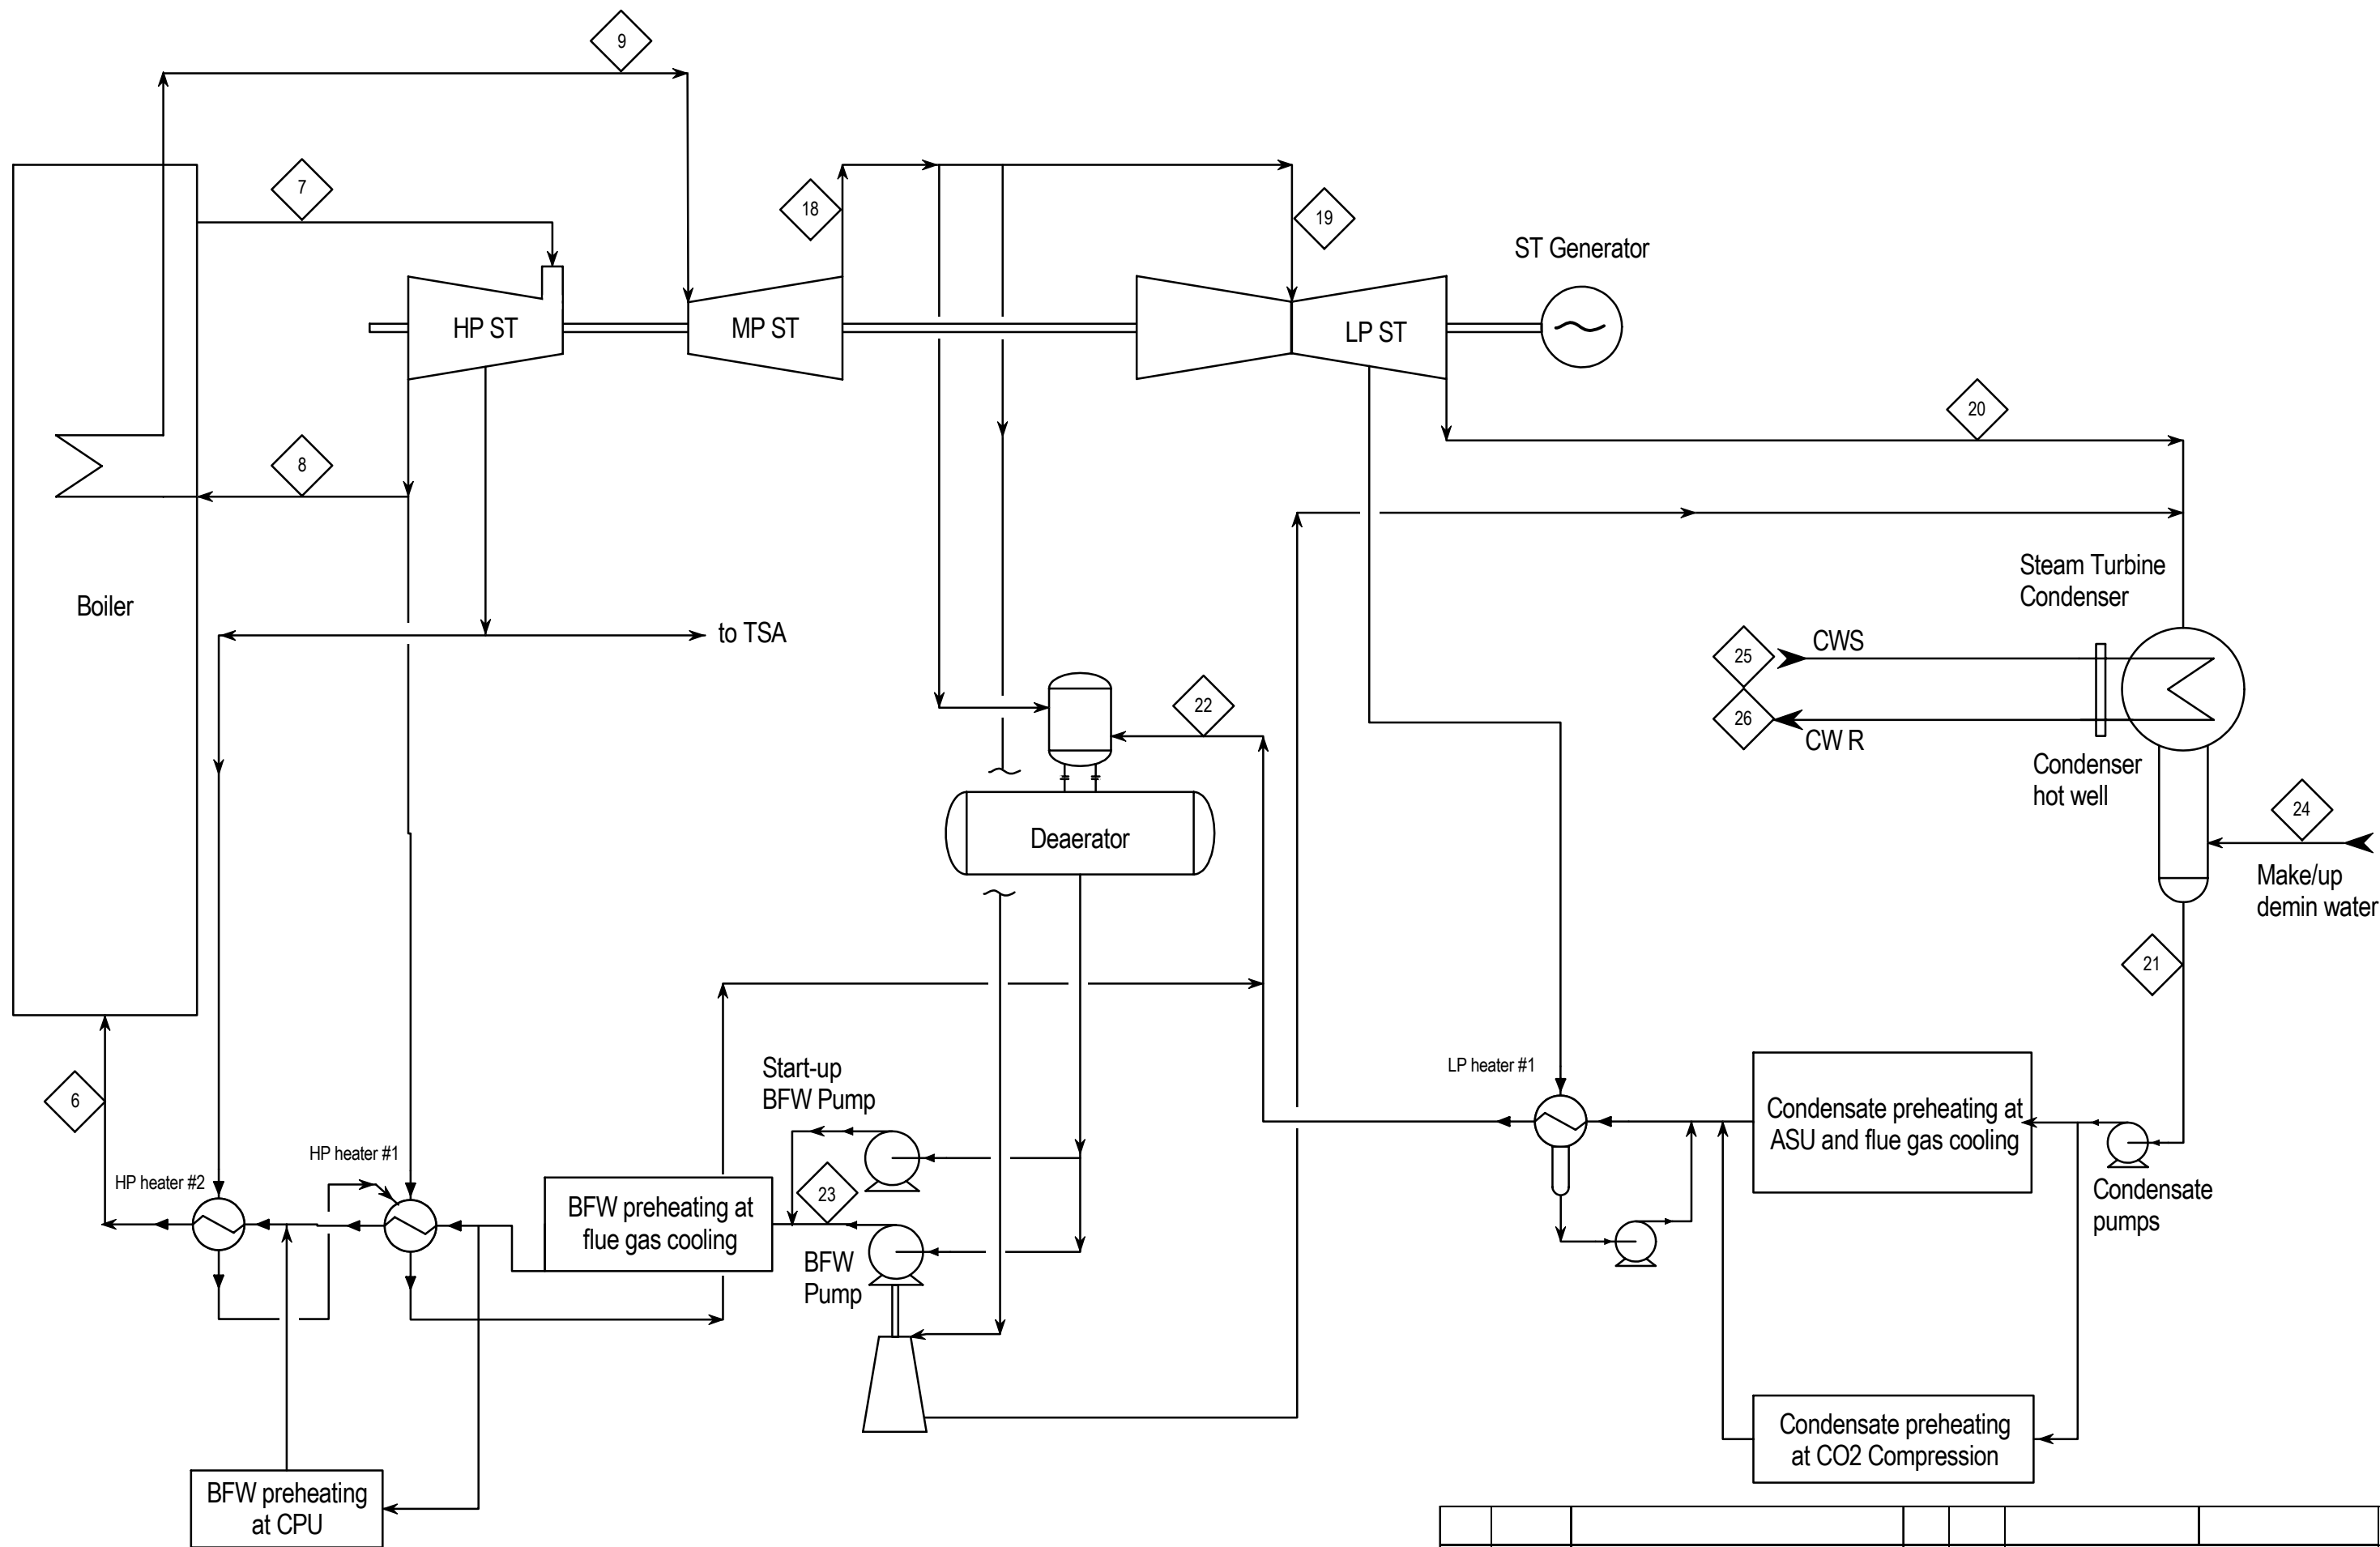 9
7
18
19
ST Generator
HP ST
MP ST
LP ST
20
8
Steam Turbine
Condenser
Boiler
to TSA
25
CWS
22
26
CW R
Condenser
hot well
24
Deaerator
Make/up
demin water
21
Start-up
BFW Pump
LP heater #1
6
Condensate preheating at
ASU and flue gas cooling
HP heater #1
HP heater #2
23
BFW preheating at
flue gas cooling
Condensate
pumps
BFW
Pump
Condensate preheating
at CO2 Compression
BFW preheating
at CPU